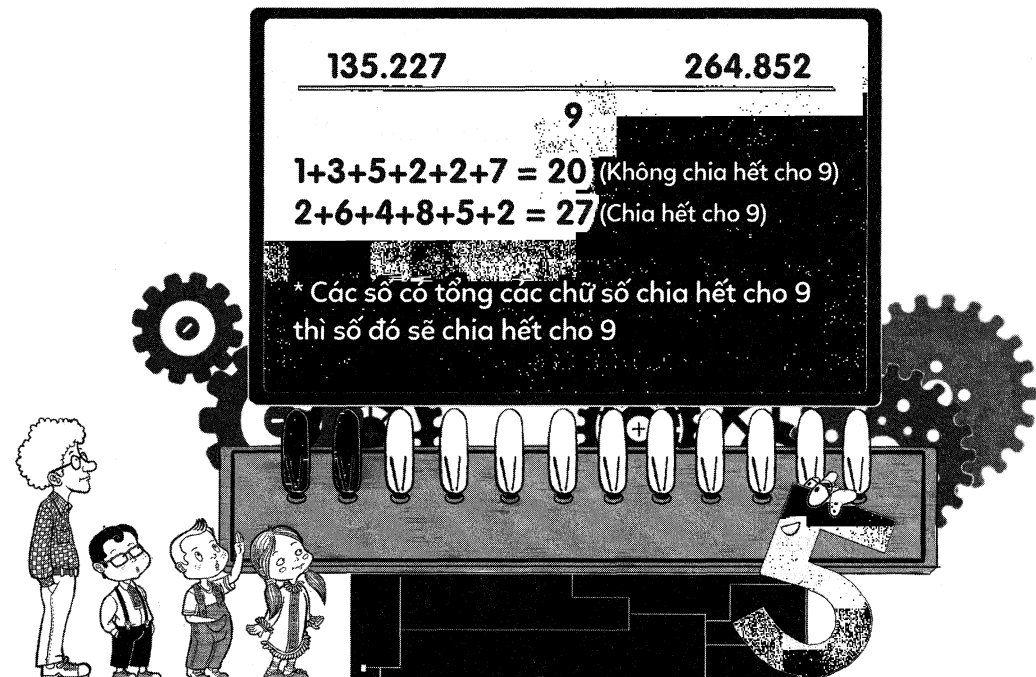 135.227 264.852
9
1+3+5+2+2+7 = 20 (Không chia hết cho 9)
2+6+4+8+5+2 = 27 (Chia hết cho 9)
* Các số có tổng các chữ số chia hết cho 9
thì số đó sẽ chia hết cho 9